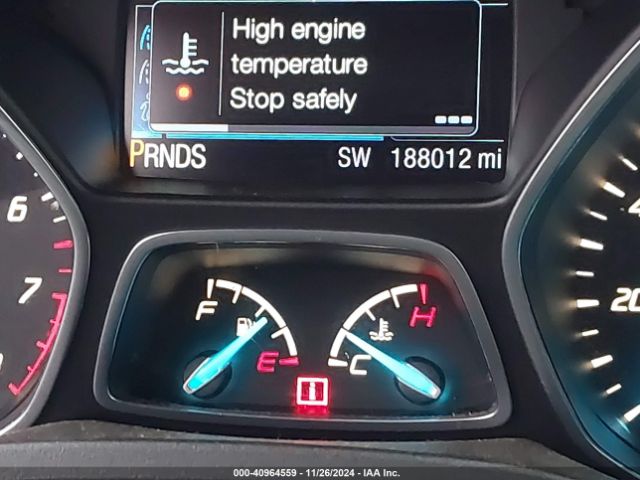 High engine
temperature
Stop safely
PRNDS SW 188012 mi
6
7
F
E
H
C
20
000-40964559 - 11/26/2024 - IAA Inc.